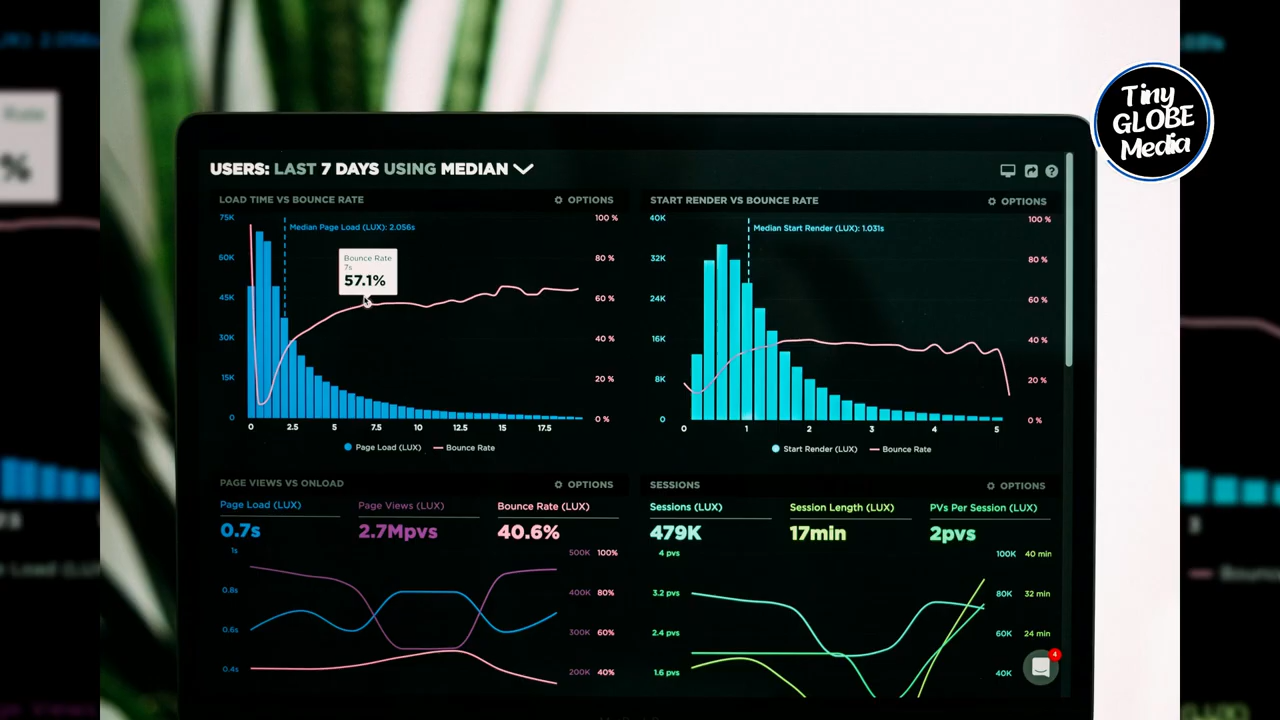 Tiny
GLOBE
Media
USERS: LAST 7 DAYS USING MEDIAN
LOAD TIME VS BOUNCE RATE
OPTIONS
75K
60K
45K
30K
15K
0
100 %
80 %
60 %
40 %
20 %
0 %
Median Page Load (LUX): 2.056s
Bounce Rate
7s
57.1%
0 2.5 5 7.5 10 12.5 15 17.5
Page Load (LUX) Bounce Rate
START RENDER VS BOUNCE RATE
OPTIONS
40K
32K
24K
16K
8K
0
100 %
80 %
60 %
40 %
20 %
0 %
Median Start Render (LUX): 1.031s
0 1 2 3 4 5
Start Render (LUX) Bounce Rate
PAGE VIEWS VS ONLOAD
OPTIONS
Page Load (LUX) Page Views (LUX) Bounce Rate (LUX)
0.7s 2.7Mpvs 40.6%
1s
0.8s
0.6s
0.4s
500K 100%
400K 80%
300K 60%
200K 40%
SESSIONS
OPTIONS
Sessions (LUX) Session Length (LUX) PVs Per Session (LUX)
479K 17min 2pvs
4 pvs
3.2 pvs
2.4 pvs
1.6 pvs
100K 40 min
80K 32 min
60K 24 min
40K
4